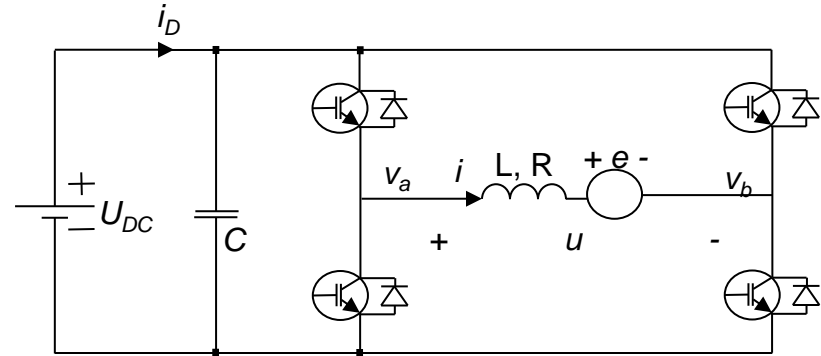 i_D
v_a i L, R + e - v_b
+ U_DC C + u -